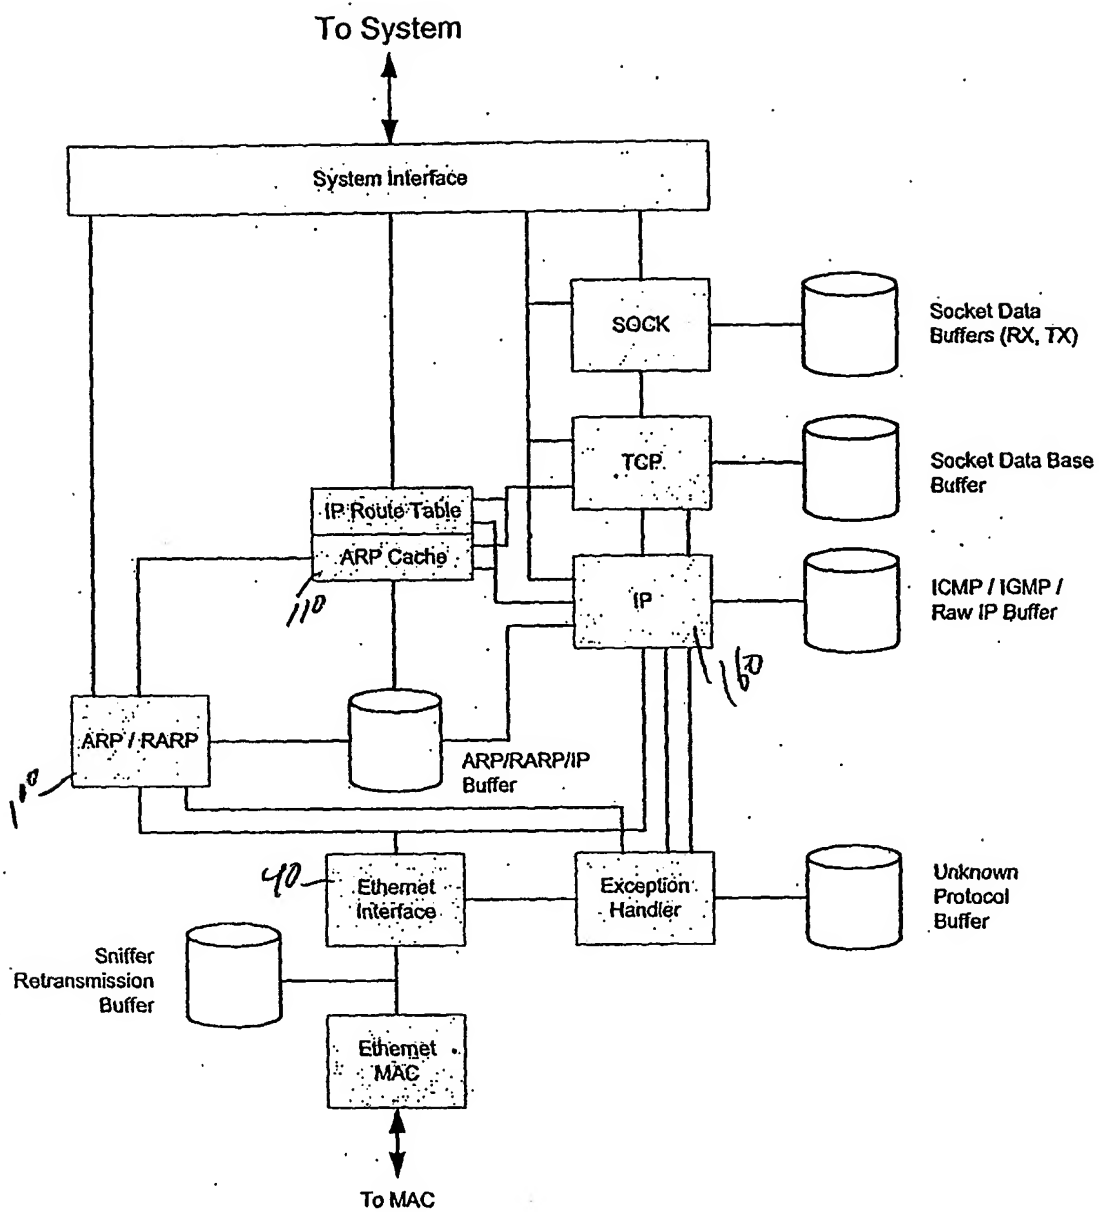 To System
System Interface
SOCK
Socket Data
Buffers (RX, TX)
TCP
Socket Data Base
Buffer
IP Route Table
ARP Cache
110
IP
160
ICMP / IGMP /
Raw IP Buffer
ARP / RARP
ARP/RARP/IP
Buffer
40
Ethernet
Interface
Exception
Handler
Unknown
Protocol
Buffer
Sniffer
Retransmission
Buffer
Ethernet
MAC
To MAC